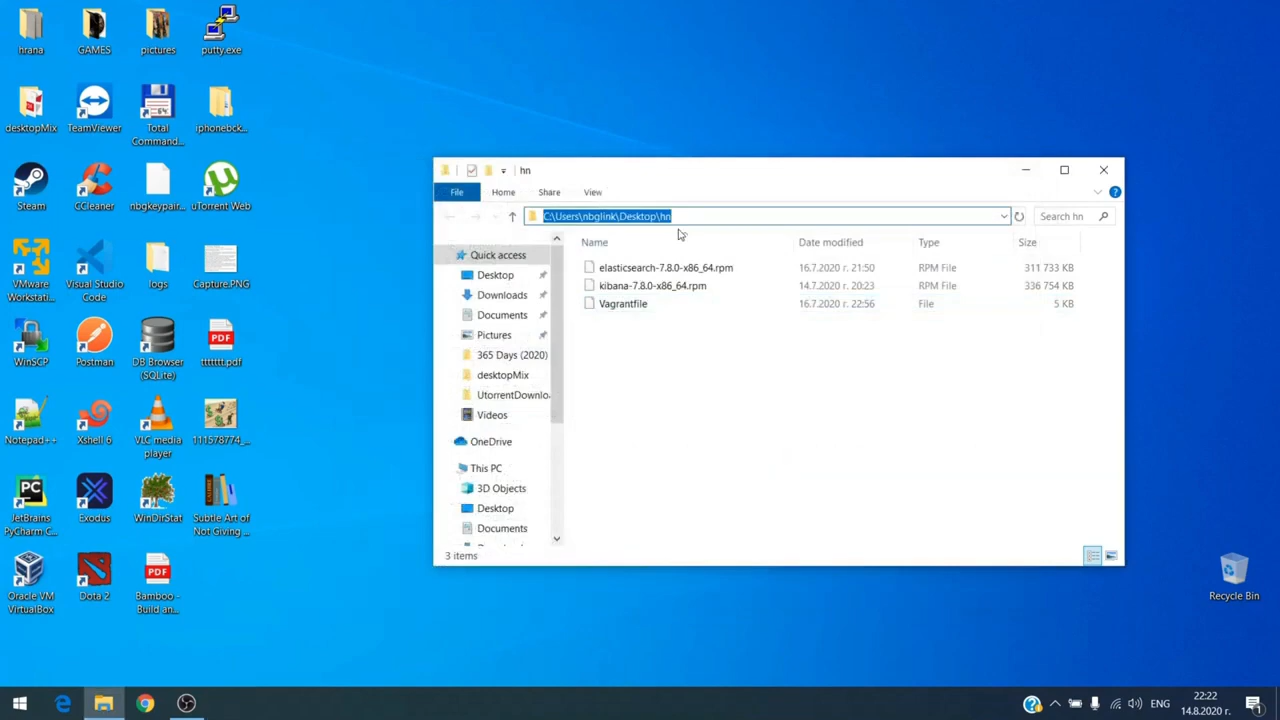 hrana
GAMES
pictures
putty.exe
desktopMix
TeamViewer
Total
Command...
iphonebck...
64
Steam
CCleaner
nbgkeypair...
uTorrent Web
VMware
Workstati...
Visual Studio
Code
logs
Capture.PNG
WinSCP
Postman
DB Browser
(SQLite)
PDF
ttttttt.pdf
Notepad++
Xshell 6
VLC media
player
111578774_...
PC
JetBrains
PyCharm C...
Exodus
WinDirStat
Subtle Art of
Not Giving ...
Oracle VM
VirtualBox
Dota 2
PDF
Bamboo -
Build an...
hn
File
Home
Share
View
C:\Users\nbglink\Desktop\hn
Search hn
Name
Date modified
Type
Size
elasticsearch-7.8.0-x86_64.rpm
16.7.2020 г. 21:50
RPM File
311 733 KB
kibana-7.8.0-x86_64.rpm
14.7.2020 г. 20:23
RPM File
336 754 KB
Vagrantfile
16.7.2020 г. 22:56
File
5 KB
Quick access
Desktop
Downloads
Documents
Pictures
365 Days (2020)
desktopMix
UtorrentDownlo
Videos
OneDrive
This PC
3D Objects
Desktop
Documents
3 items
Recycle Bin
ЕНГ
22:22
14.8.2020 г.
1